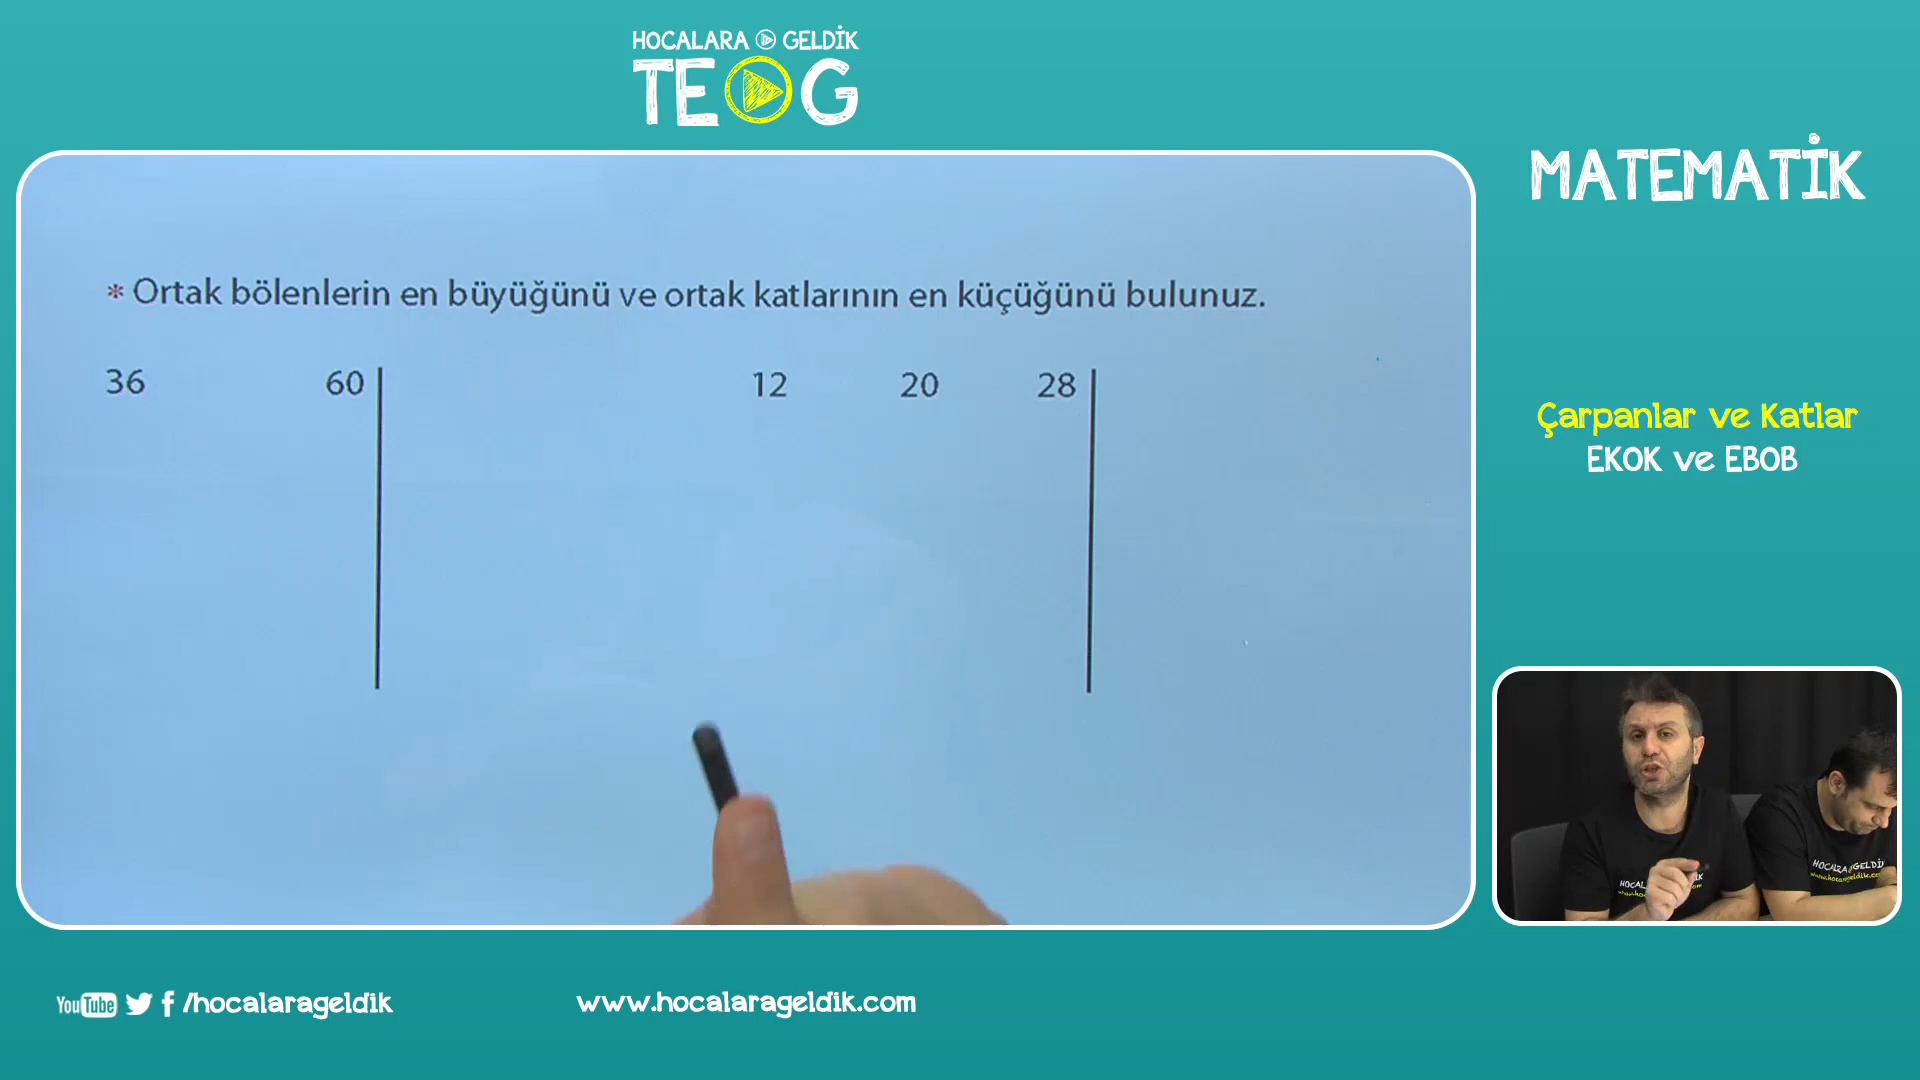 HOCALARA GELDİK
TEOG
MATEMATİK
* Ortak bölenlerin en büyüğünü ve ortak katlarının en küçüğünü bulunuz.
36 60
12 20 28
Çarpanlar ve Katlar
EKOK ve EBOB
YouTube /hocalarageldik
www.hocalarageldik.com